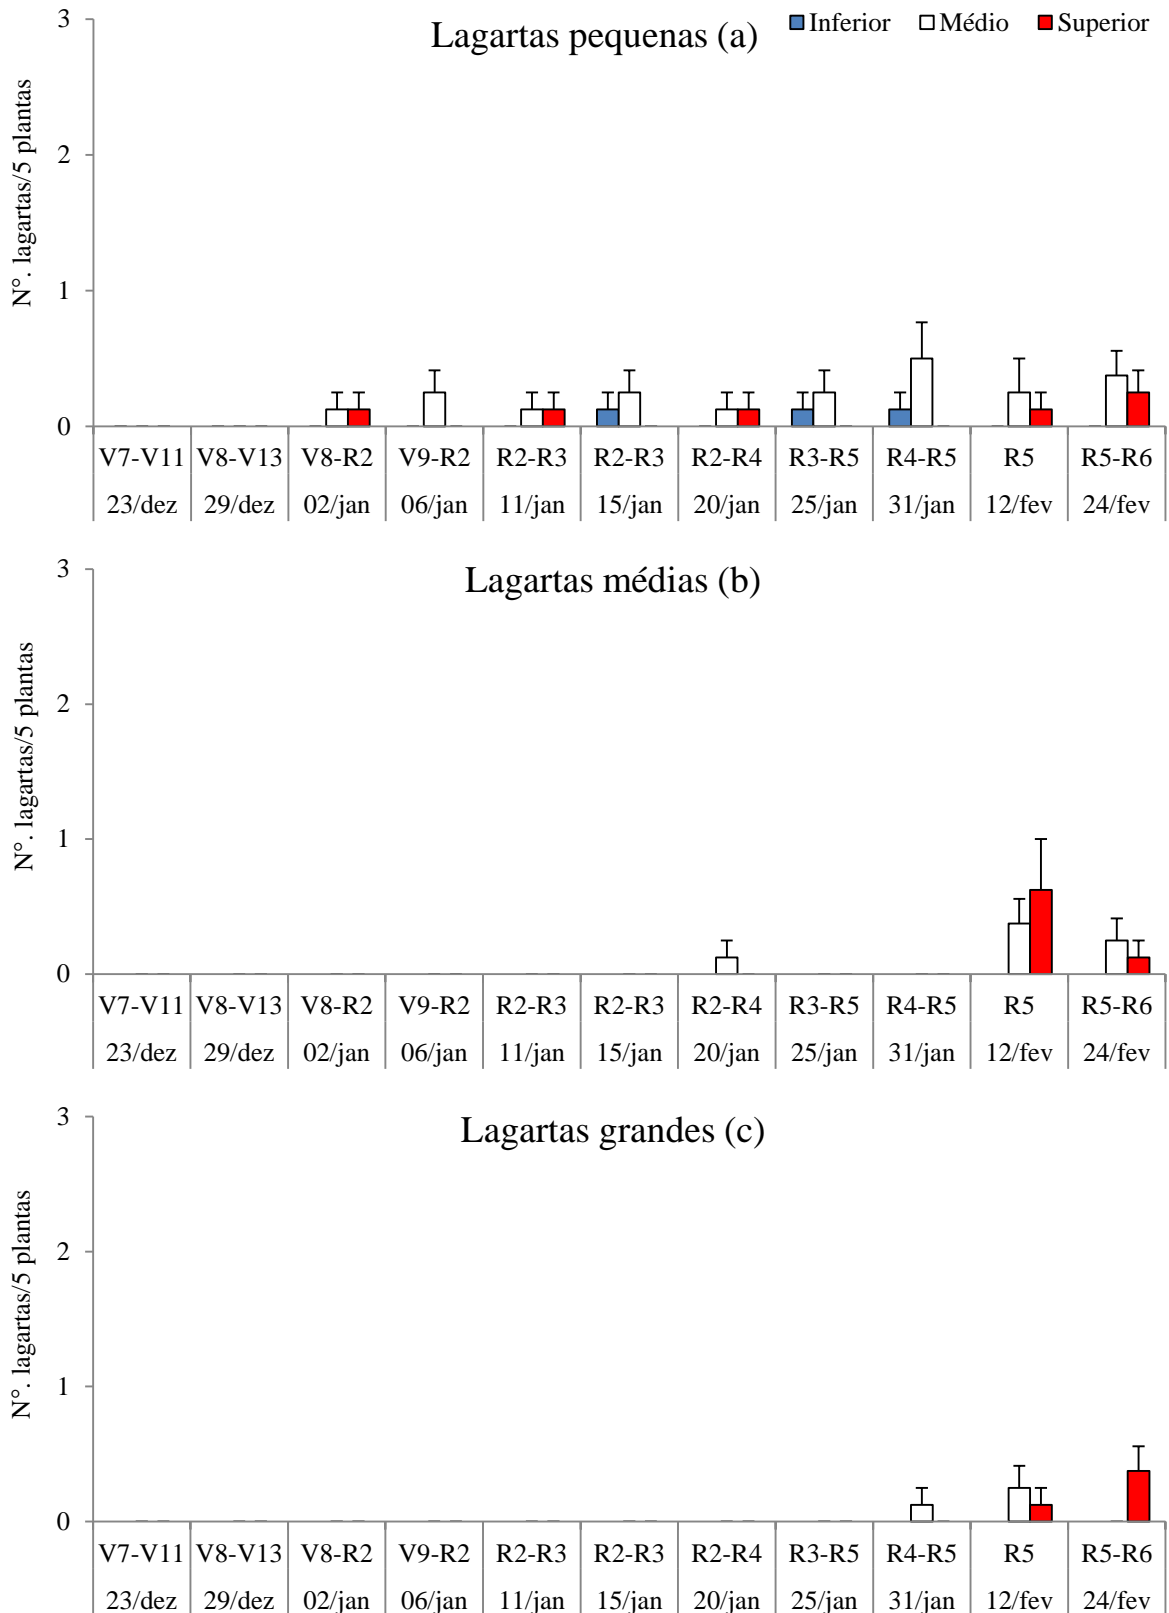 Lagartas pequenas (a) Inferior Médio Superior
N°. lagartas/5 plantas
3
2
1
0
V7-V11 V8-V13 V8-R2 V9-R2 R2-R3 R2-R3 R2-R4 R3-R5 R4-R5 R5 R5-R6
23/dez 29/dez 02/jan 06/jan 11/jan 15/jan 20/jan 25/jan 31/jan 12/fev 24/fev
Lagartas médias (b)
N°. lagartas/5 plantas
3
2
1
0
V7-V11 V8-V13 V8-R2 V9-R2 R2-R3 R2-R3 R2-R4 R3-R5 R4-R5 R5 R5-R6
23/dez 29/dez 02/jan 06/jan 11/jan 15/jan 20/jan 25/jan 31/jan 12/fev 24/fev
Lagartas grandes (c)
N°. lagartas/5 plantas
3
2
1
0
V7-V11 V8-V13 V8-R2 V9-R2 R2-R3 R2-R3 R2-R4 R3-R5 R4-R5 R5 R5-R6
23/dez 29/dez 02/jan 06/jan 11/jan 15/jan 20/jan 25/jan 31/jan 12/fev 24/fev